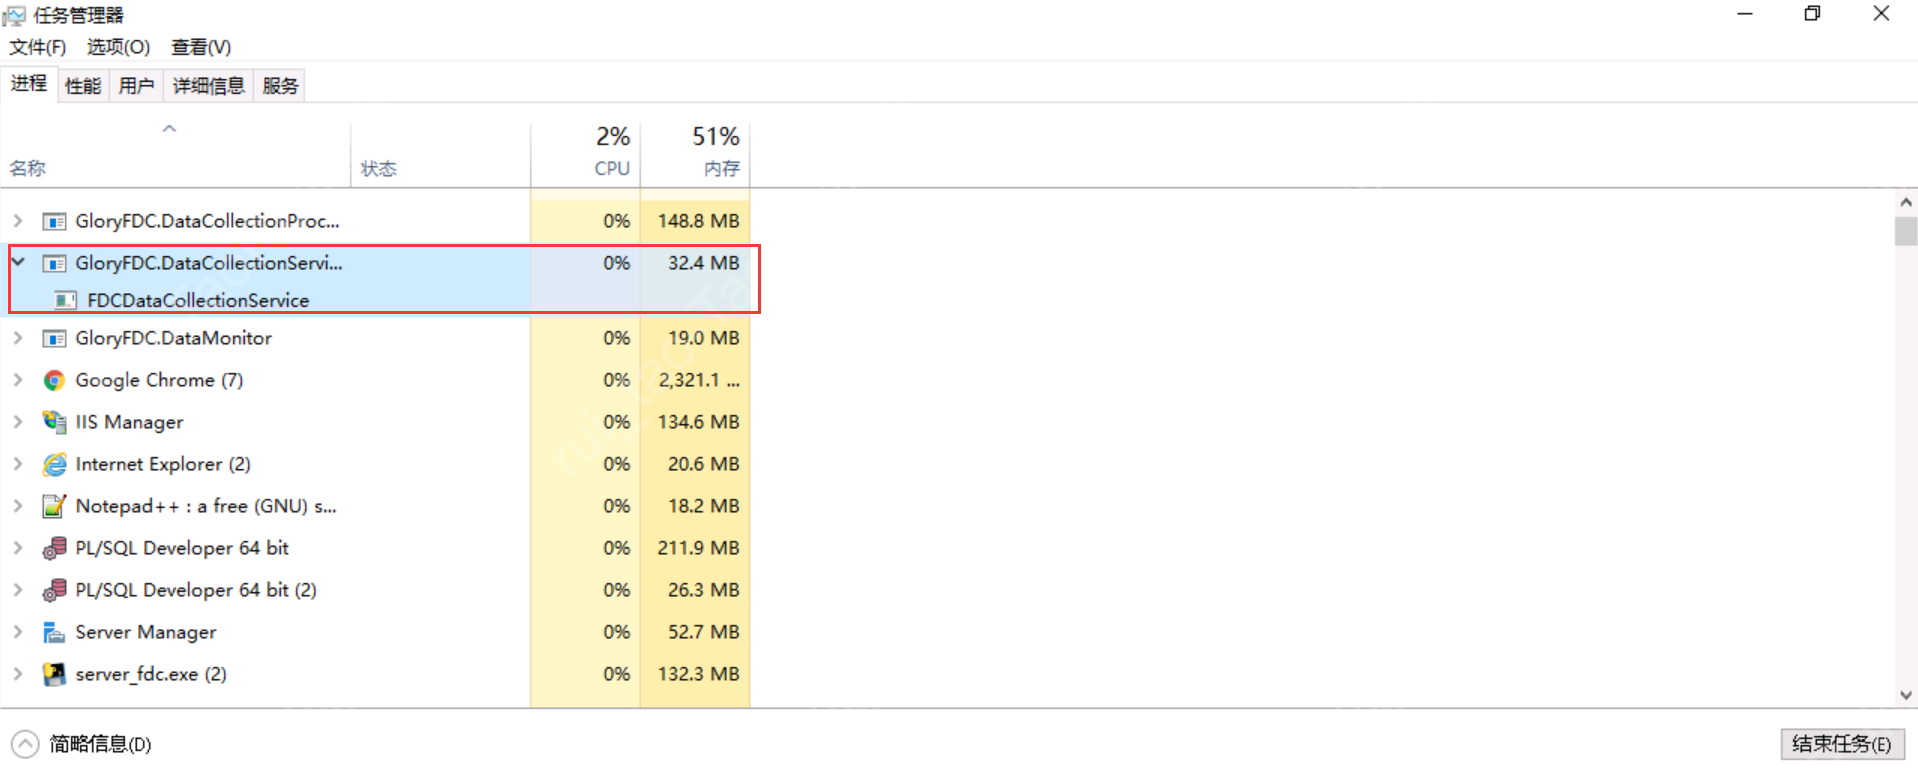 任务管理器
文件(F) 选项(O) 查看(V)
进程 性能 用户 详细信息 服务
2% 51%
名称 状态 CPU 内存
GloryFDC.DataCollectionProc... 0% 148.8 MB
GloryFDC.DataCollectionServi... 0% 32.4 MB
FDCDataCollectionService
GloryFDC.DataMonitor 0% 19.0 MB
Google Chrome (7) 0% 2,321.1 ...
IIS Manager 0% 134.6 MB
Internet Explorer (2) 0% 20.6 MB
Notepad++ : a free (GNU) s... 0% 18.2 MB
PL/SQL Developer 64 bit 0% 211.9 MB
PL/SQL Developer 64 bit (2) 0% 26.3 MB
Server Manager 0% 52.7 MB
server_fdc.exe (2) 0% 132.3 MB
简略信息(D) 结束任务(E)